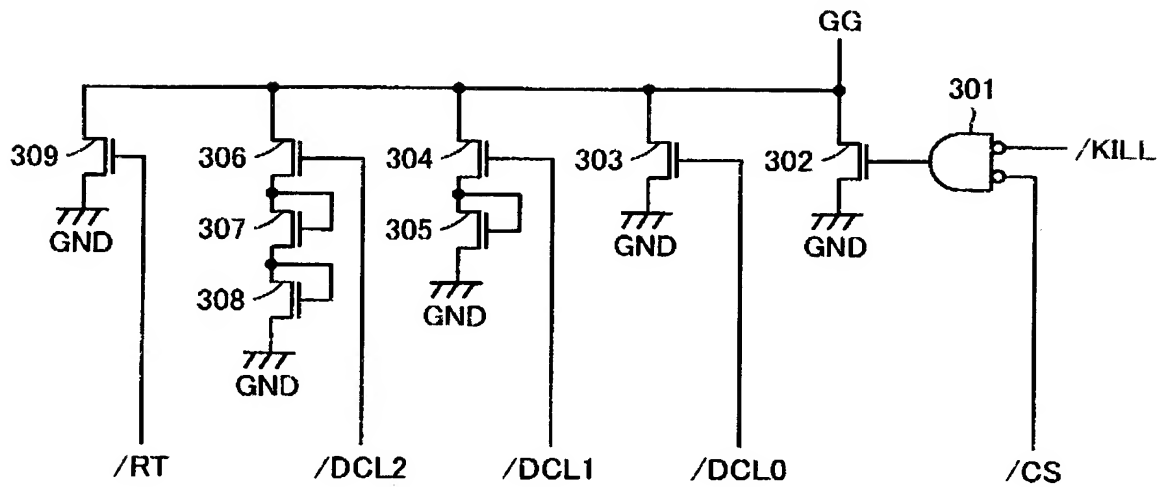 GG
301
309
306
304
303
302
/KILL
GND
307
305
GND
GND
308
GND
GND
/RT
/DCL2
/DCL1
/DCL0
/CS